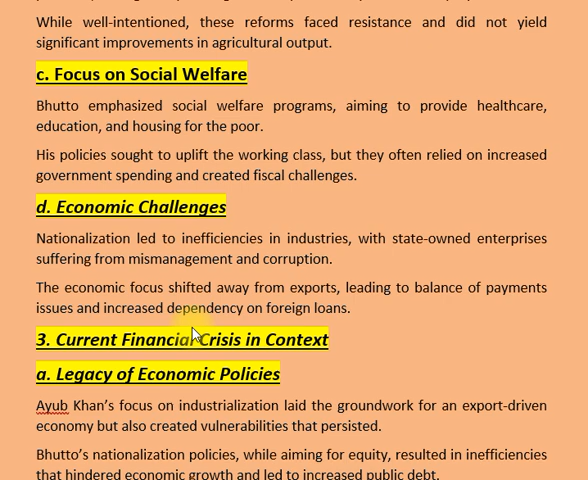 While well-intentioned, these reforms faced resistance and did not yield
significant improvements in agricultural output.
c. Focus on Social Welfare
Bhutto emphasized social welfare programs, aiming to provide healthcare,
education, and housing for the poor.
His policies sought to uplift the working class, but they often relied on increased
government spending and created fiscal challenges.
d. Economic Challenges
Nationalization led to inefficiencies in industries, with state-owned enterprises
suffering from mismanagement and corruption.
The economic focus shifted away from exports, leading to balance of payments
issues and increased dependency on foreign loans.
3. Current Financial Crisis in Context
a. Legacy of Economic Policies
Ayub Khan’s focus on industrialization laid the groundwork for an export-driven
economy but also created vulnerabilities that persisted.
Bhutto’s nationalization policies, while aiming for equity, resulted in inefficiencies
that hindered economic growth and led to increased public debt.